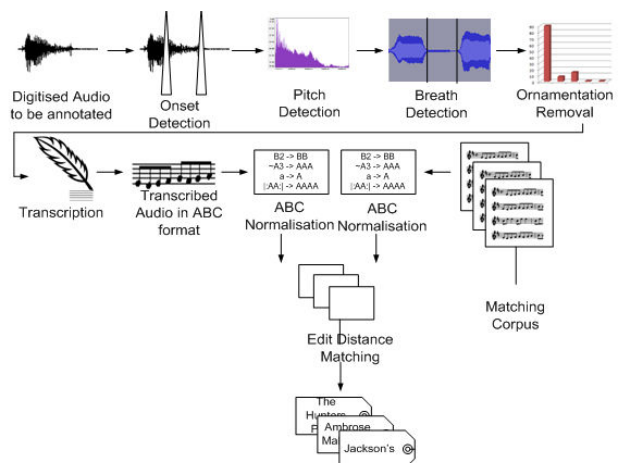 Digitised Audio
to be annotated
Onset
Detection
Pitch
Detection
Breath
Detection
Ornamentation
Removal
Transcription
Transcribed
Audio in ABC
format
B2 -> BB
~A3 -> AAA
a -> A
|:AA:| -> AAAA
ABC
Normalisation
B2 -> BB
~A3 -> AAA
a -> A
|:AA:| -> AAAA
ABC
Normalisation
Matching
Corpus
Edit Distance
Matching
The
Hunters
P
Ambrose
Ma
Jackson's